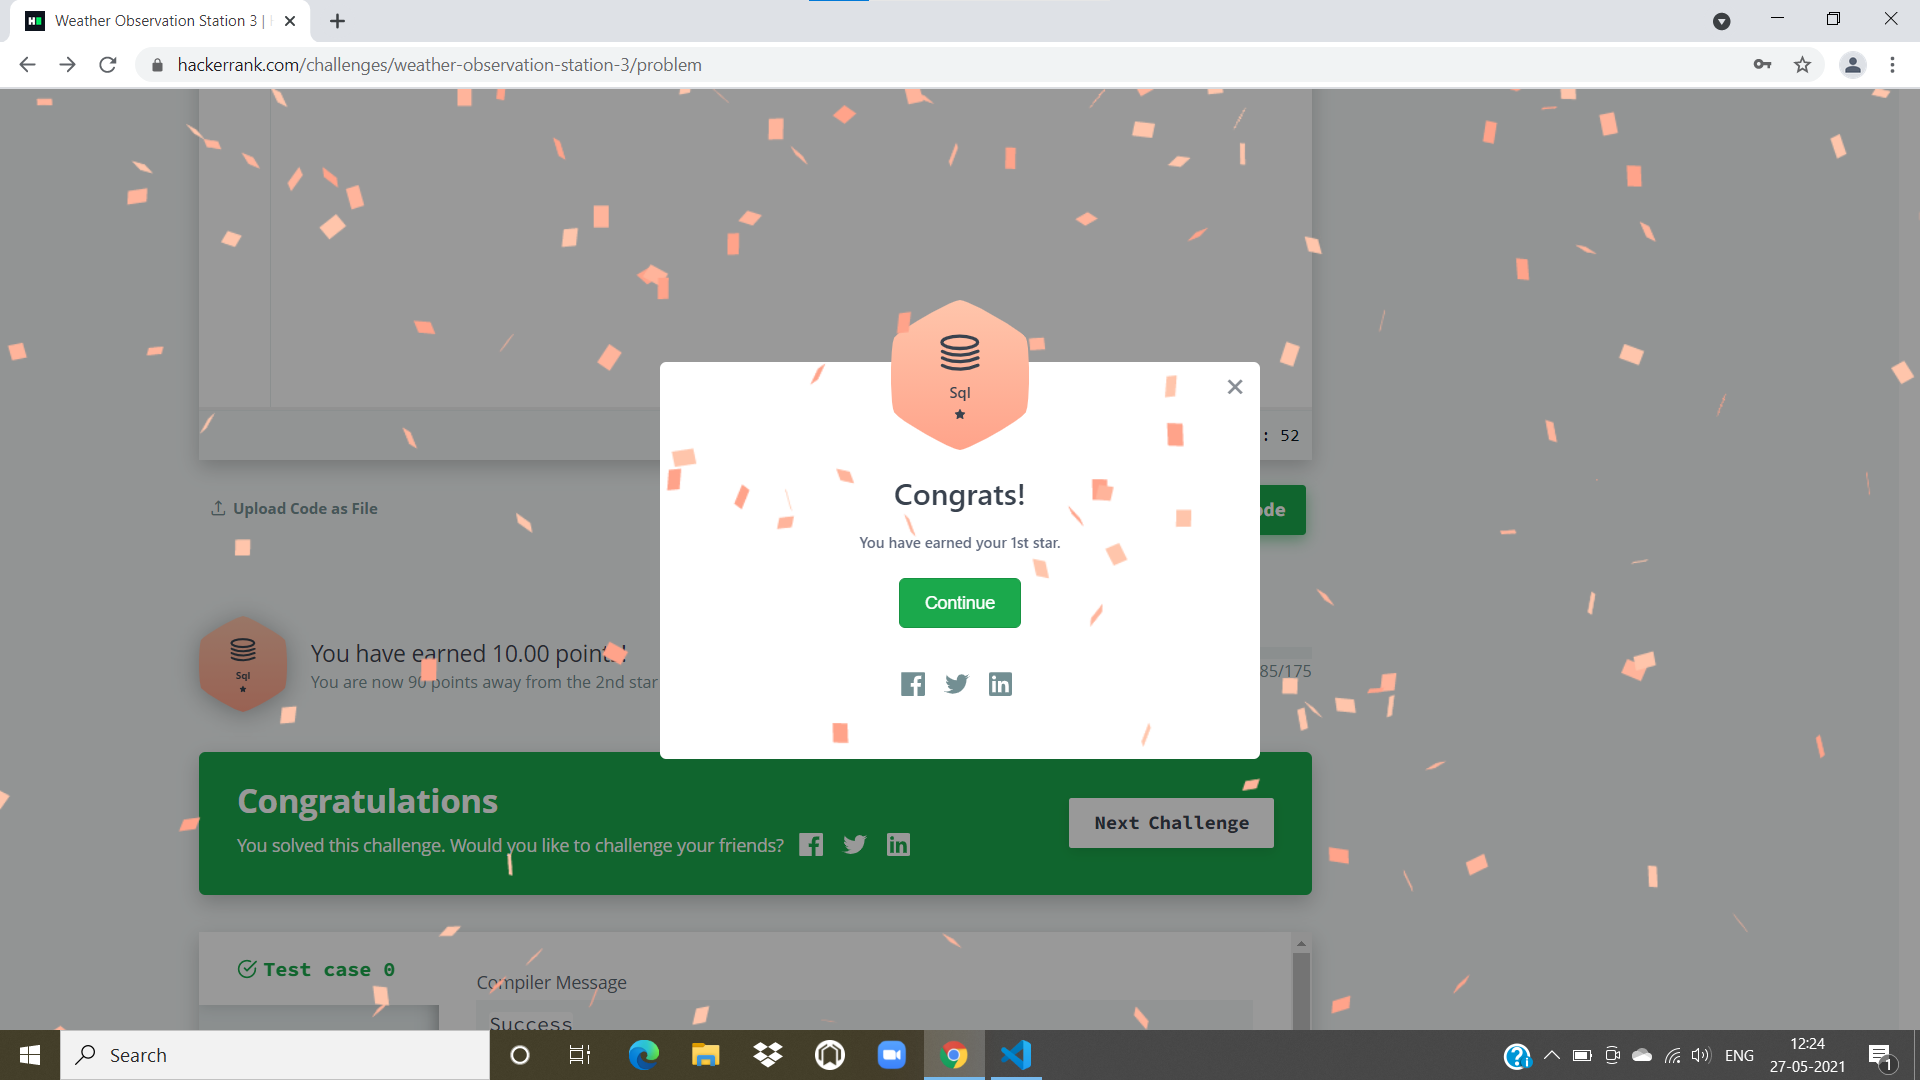 Weather Observation Station 3 |
hackerrank.com/challenges/weather-observation-station-3/problem
Sql
: 52
Congrats!
Upload Code as File
You have earned your 1st star.
Continue
Sql
You have earned 10.00 points!
You are now 90 points away from the 2nd star
85/175
Congratulations
You solved this challenge. Would you like to challenge your friends?
Next Challenge
Test case 0
Compiler Message
Success
Search
ENG
12:24
27-05-2021
1